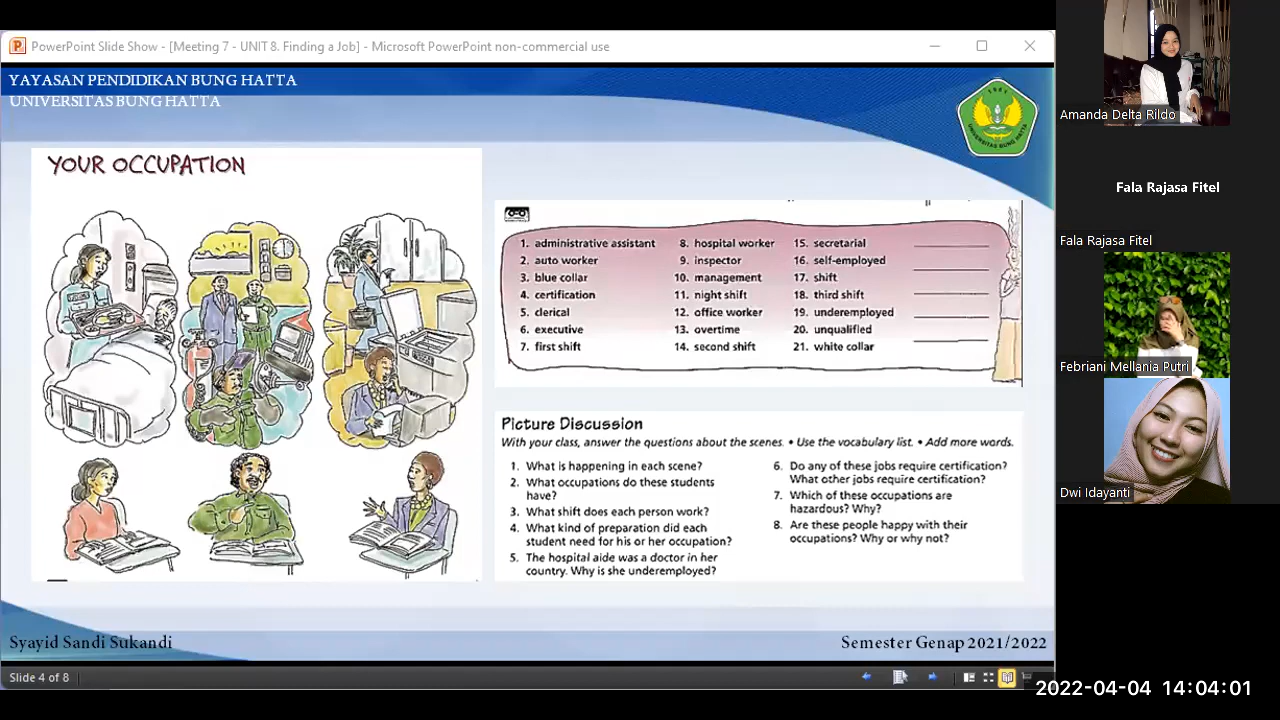 PowerPoint Slide Show - [Meeting 7 - UNIT 8. Finding a Job] - Microsoft PowerPoint non-commercial use
YAYASAN PENDIDIKAN BUNG HATTA
UNIVERSITAS BUNG HATTA
YOUR OCCUPATION
1. administrative assistant
2. auto worker
3. blue collar
4. certification
5. clerical
6. executive
7. first shift
8. hospital worker
9. inspector
10. management
11. night shift
12. office worker
13. overtime
14. second shift
15. secretarial
16. self-employed
17. shift
18. third shift
19. underemployed
20. unqualified
21. white collar
Picture Discussion
With your class, answer the questions about the scenes. • Use the vocabulary list. • Add more words.
1. What is happening in each scene?
2. What occupations do these students
have?
3. What shift does each person work?
4. What kind of preparation did each
student need for his or her occupation?
5. The hospital aide was a doctor in her
country. Why is she underemployed?
6. Do any of these jobs require certification?
What other jobs require certification?
7. Which of these occupations are
hazardous? Why?
8. Are these people happy with their
occupations? Why or why not?
Syayid Sandi Sukandi
Semester Genap 2021/2022
Slide 4 of 8
Amanda Delta Rildo
Fala Rajasa Fitel
Fala Rajasa Fitel
Febriani Mellania Putri
Dwi Idayanti
2022-04-04 14:04:01